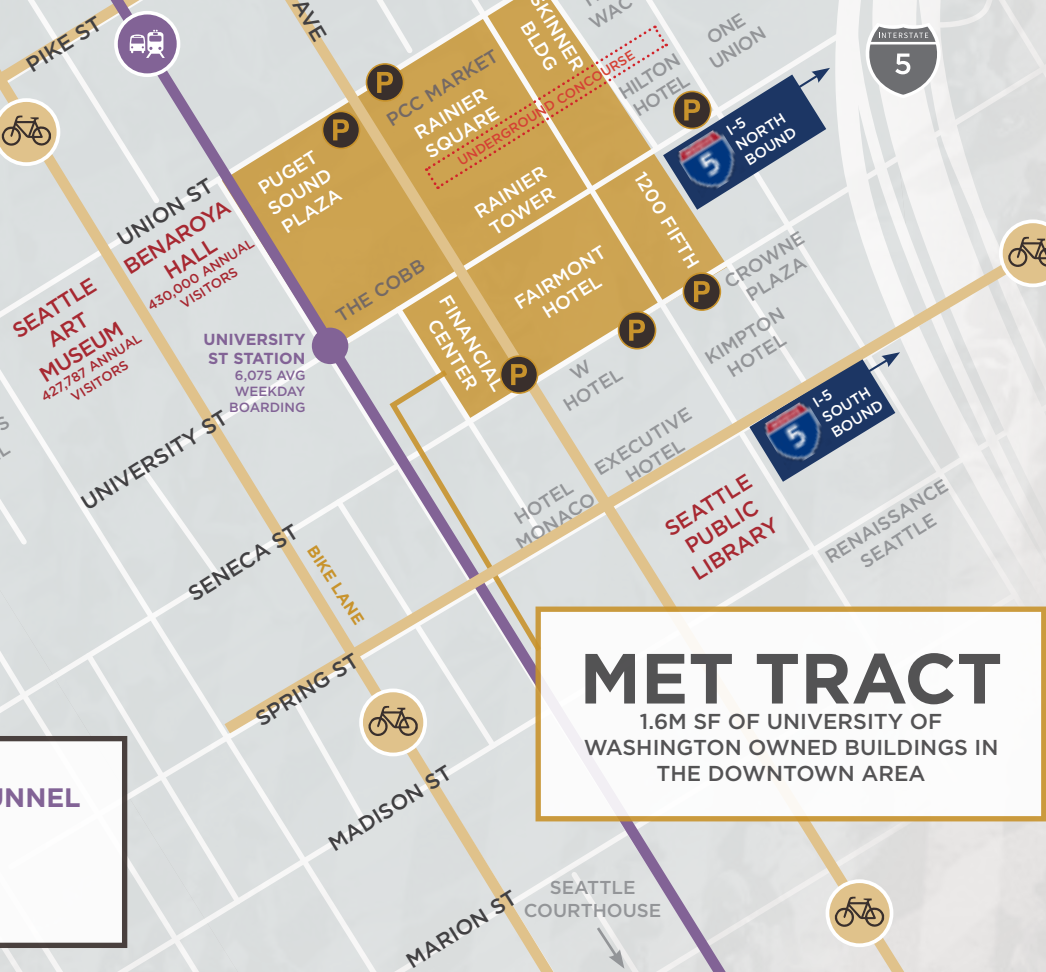 PIKE ST
AVE
SKINNER
BLDG
WAC
ONE
UNION
INTERSTATE
5
P
PCC MARKET
RAINIER
SQUARE
UNDERGROUND CONCOURSE
HILTON
HOTEL
P
P
5
I-5
NORTH
BOUND
PUGET
SOUND
PLAZA
RAINIER
TOWER
1200 FIFTH
UNION ST
BENAROYA
HALL
430,000 ANNUAL
VISITORS
THE COBB
FAIRMONT
HOTEL
CROWNE
PLAZA
P
SEATTLE
ART
MUSEUM
427,787 ANNUAL
VISITORS
UNIVERSITY
ST STATION
6,075 AVG
WEEKDAY
BOARDING
FINANCIAL
CENTER
P
P
W
HOTEL
KIMPTON
HOTEL
5
I-5
SOUTH
BOUND
UNIVERSITY ST
EXECUTIVE
HOTEL
HOTEL
MONACO
SEATTLE
PUBLIC
LIBRARY
RENAISSANCE
SEATTLE
SENECA ST
BIKE LANE
SPRING ST
MET TRACT
1.6M SF OF UNIVERSITY OF
WASHINGTON OWNED BUILDINGS IN
THE DOWNTOWN AREA
UNNEL
MADISON ST
MARION ST
SEATTLE
COURTHOUSE